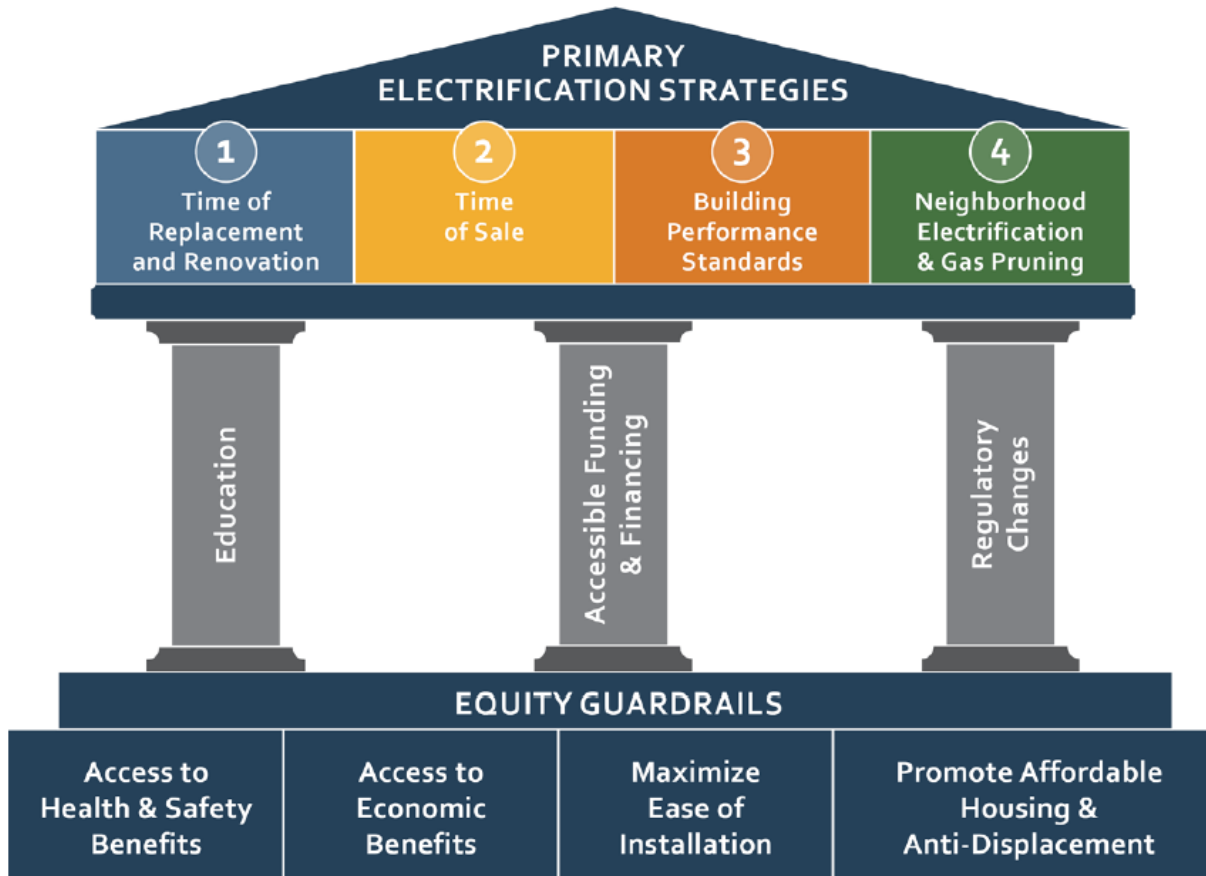 PRIMARY
ELECTRIFICATION STRATEGIES
1
Time of
Replacement
and Renovation
2
Time
of Sale
3
Building
Performance
Standards
4
Neighborhood
Electrification
& Gas Pruning
Education
Accessible Funding
& Financing
Regulatory
Changes
EQUITY GUARDRAILS
Access to
Health & Safety
Benefits
Access to
Economic
Benefits
Maximize
Ease of
Installation
Promote Affordable
Housing &
Anti-Displacement